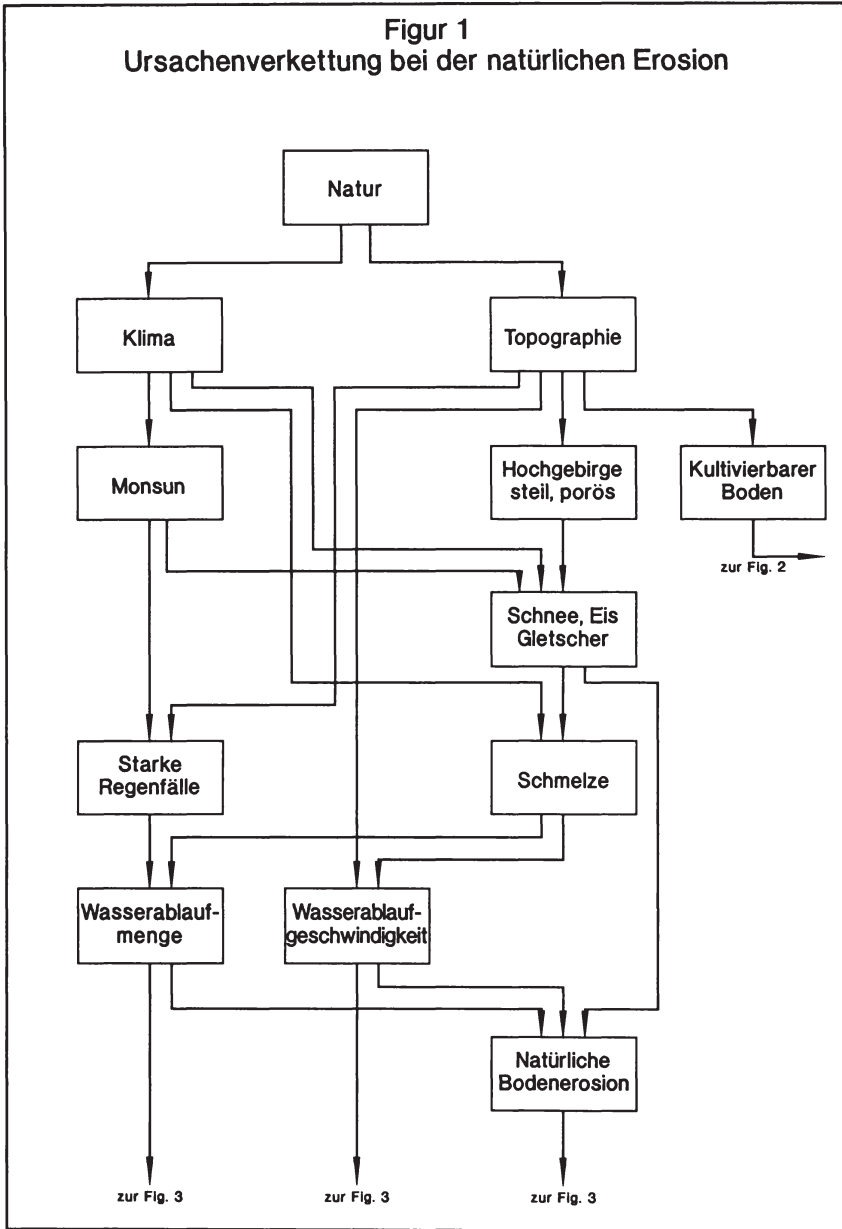 Figur 1
Ursachenverkettung bei der natürlichen Erosion
Natur
Klima
Topographie
Monsun
Hochgebirge
steil, porös
Kultivierbarer
Boden
zur Fig. 2
Schnee, Eis
Gletscher
Starke
Regenfälle
Schmelze
Wasserablauf-
menge
Wasserablauf-
geschwindigkeit
Natürliche
Bodenerosion
zur Fig. 3
zur Fig. 3
zur Fig. 3